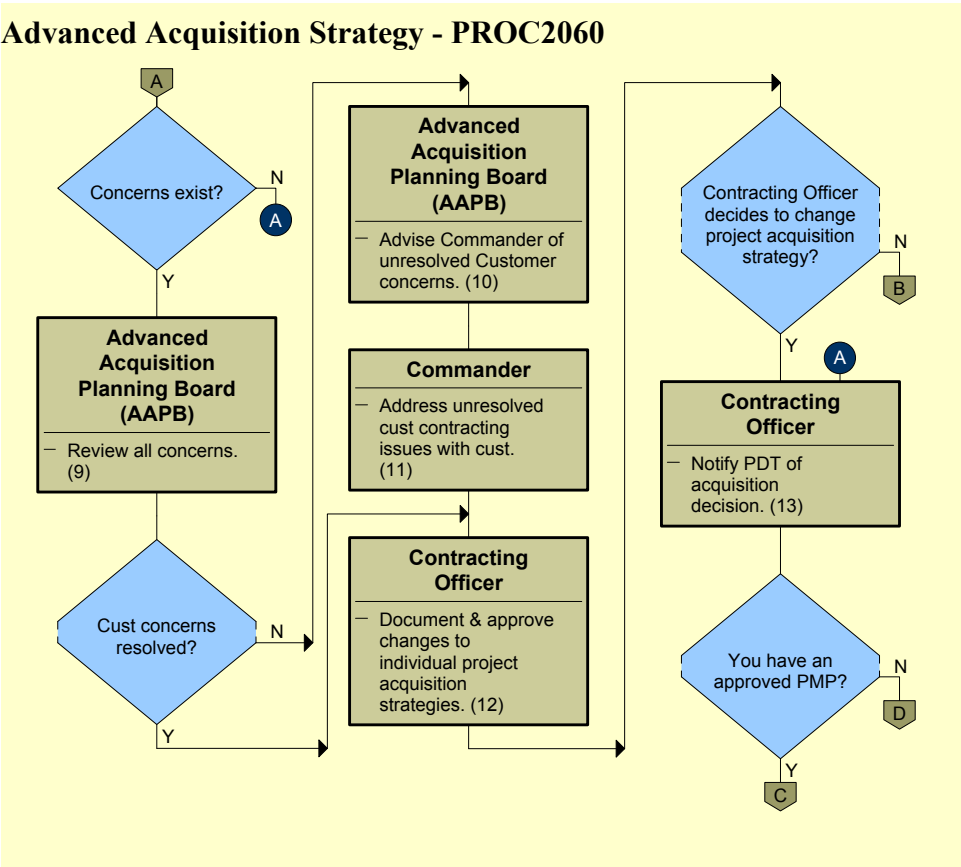 Advanced Acquisition Strategy - PROC2060
A
Concerns exist?
N
A
Y
Advanced
Acquisition
Planning Board
(AAPB)
– Review all concerns.
(9)
Cust concerns
resolved?
N
Y
Advanced
Acquisition
Planning Board
(AAPB)
– Advise Commander of
unresolved Customer
concerns. (10)
Commander
– Address unresolved
cust contracting
issues with cust.
(11)
Contracting
Officer
– Document & approve
changes to
individual project
acquisition
strategies. (12)
Contracting Officer
decides to change
project acquisition
strategy?
N
B
Y
A
Contracting
Officer
– Notify PDT of
acquisition
decision. (13)
You have an
approved PMP?
N
D
Y
C